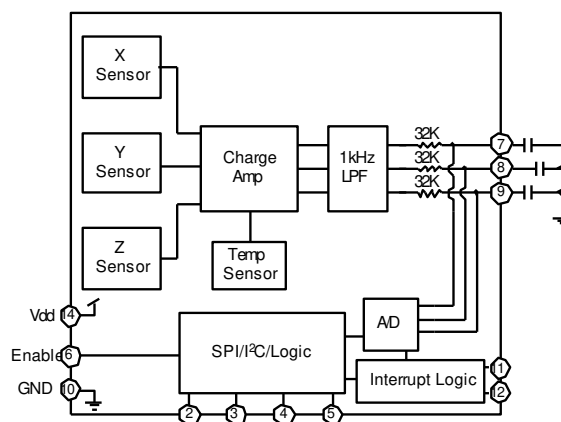 X
Sensor
Y
Sensor
Z
Sensor
Charge
Amp
Temp
Sensor
1kHz
LPF
32K
32K
32K
7
8
9
Vdd
14
Enable
6
GND
10
SPI/I²C/Logic
A/D
Interrupt Logic
11
12
2
3
4
5